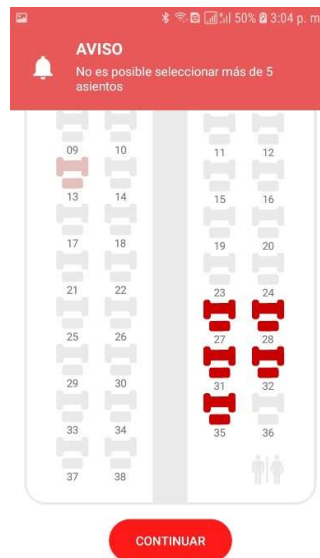 50% 3:04 p. m
AVISO
No es posible seleccionar más de 5
asientos
09 10 11 12
13 14 15 16
17 18 19 20
21 22 23 24
25 26 27 28
29 30 31 32
33 34 35 36
37 38
CONTINUAR